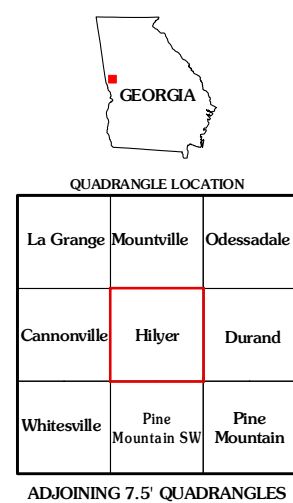 GEORGIA
QUADRANGLE LOCATION
La Grange Mountville Odessadale
Cannonville Hilyer Durand
Whitesville Pine Mountain SW Pine Mountain
ADJOINING 7.5' QUADRANGLES